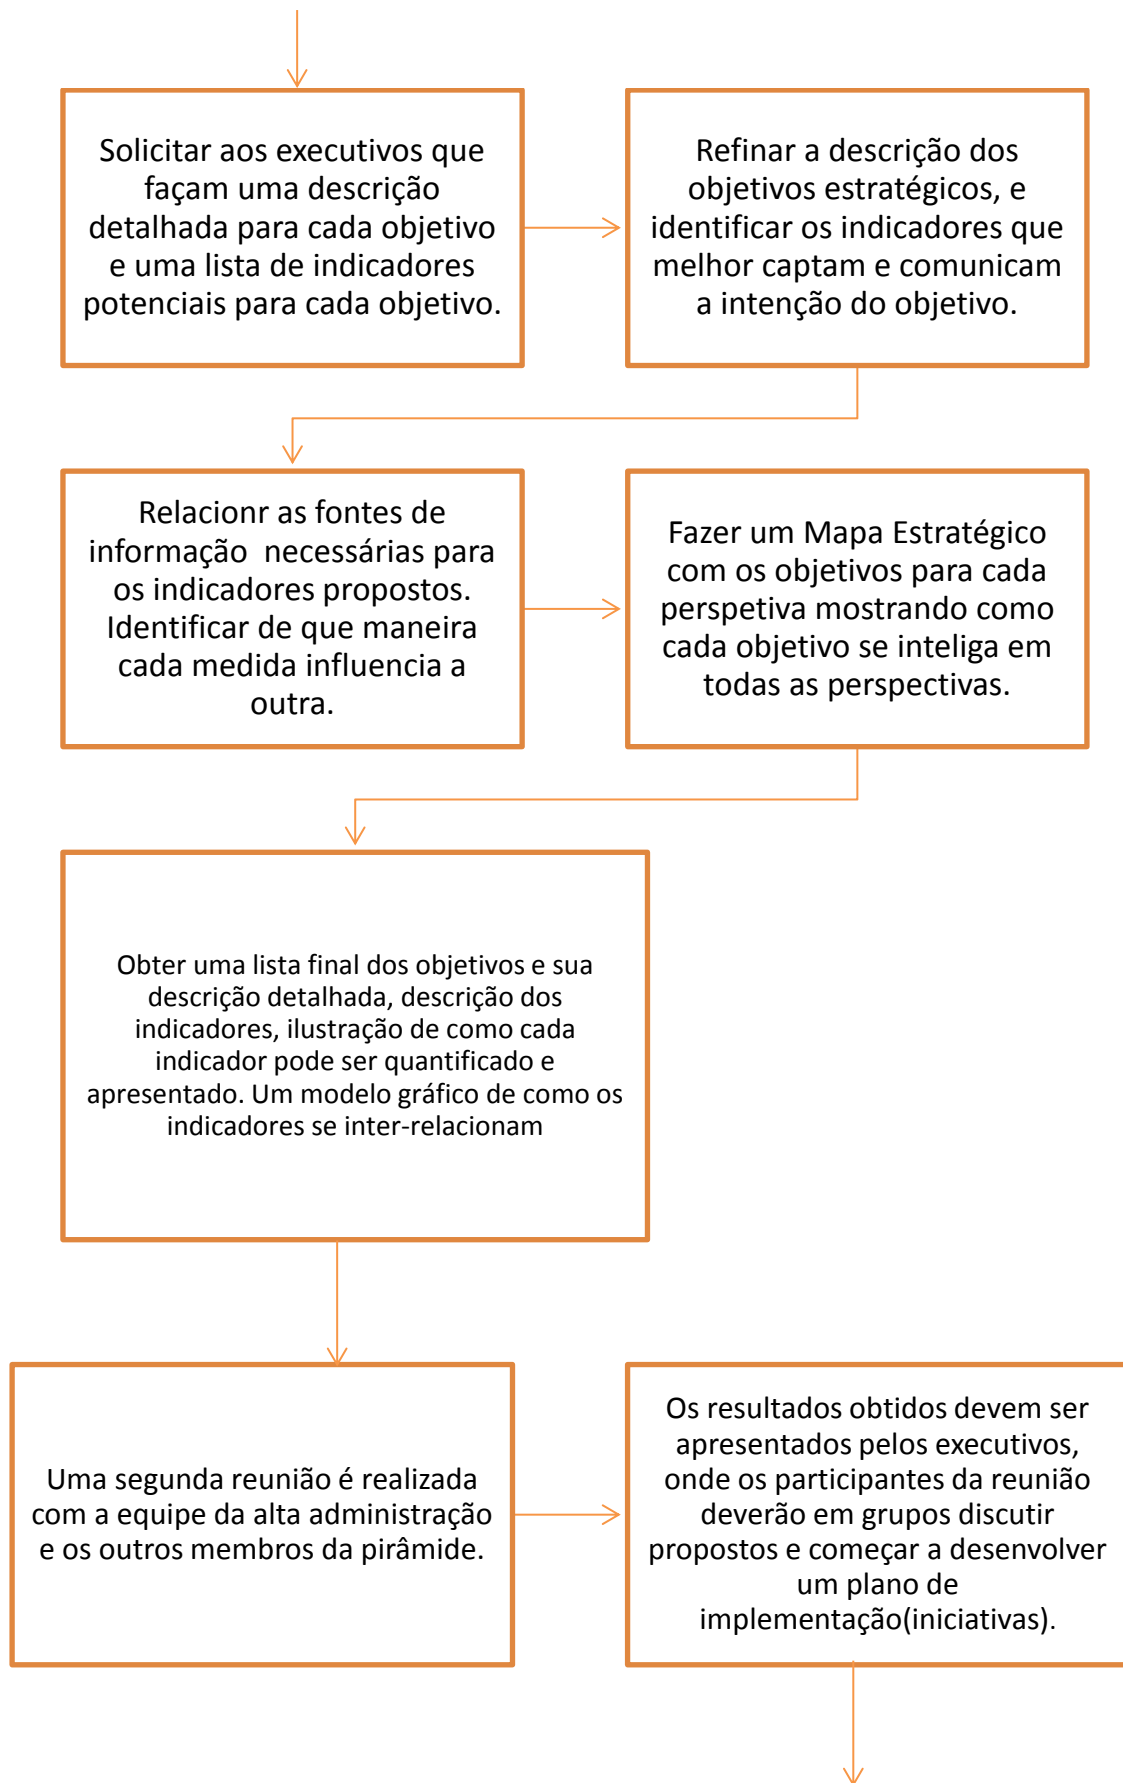 Solicitar aos executivos que
façam uma descrição
detalhada para cada objetivo
e uma lista de indicadores
potenciais para cada objetivo.
Refinar a descrição dos
objetivos estratégicos, e
identificar os indicadores que
melhor captam e comunicam
a intenção do objetivo.
Relacionr as fontes de
informação necessárias para
os indicadores propostos.
Identificar de que maneira
cada medida influencia a
outra.
Fazer um Mapa Estratégico
com os objetivos para cada
perspetiva mostrando como
cada objetivo se inteliga em
todas as perspectivas.
Obter uma lista final dos objetivos e sua
descrição detalhada, descrição dos
indicadores, ilustração de como cada
indicador pode ser quantificado e
apresentado. Um modelo gráfico de como os
indicadores se inter-relacionam
Uma segunda reunião é realizada
com a equipe da alta administração
e os outros membros da pirâmide.
Os resultados obtidos devem ser
apresentados pelos executivos,
onde os participantes da reunião
deverão em grupos discutir
propostos e começar a desenvolver
um plano de
implementação(iniciativas).